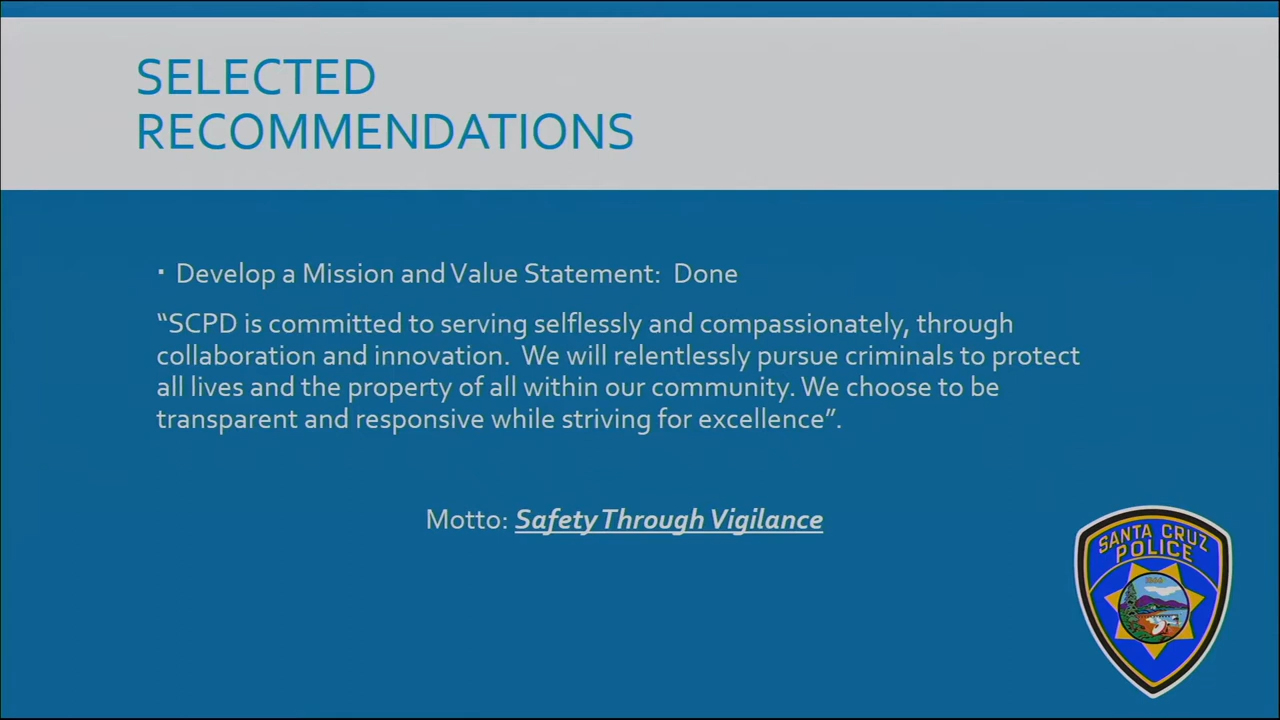 SELECTED
RECOMMENDATIONS
▪ Develop a Mission and Value Statement:  Done
“SCPD is committed to serving selflessly and compassionately, through
collaboration and innovation.  We will relentlessly pursue criminals to protect
all lives and the property of all within our community. We choose to be
transparent and responsive while striving for excellence”.
Motto: Safety Through Vigilance
SANTA CRUZ
POLICE